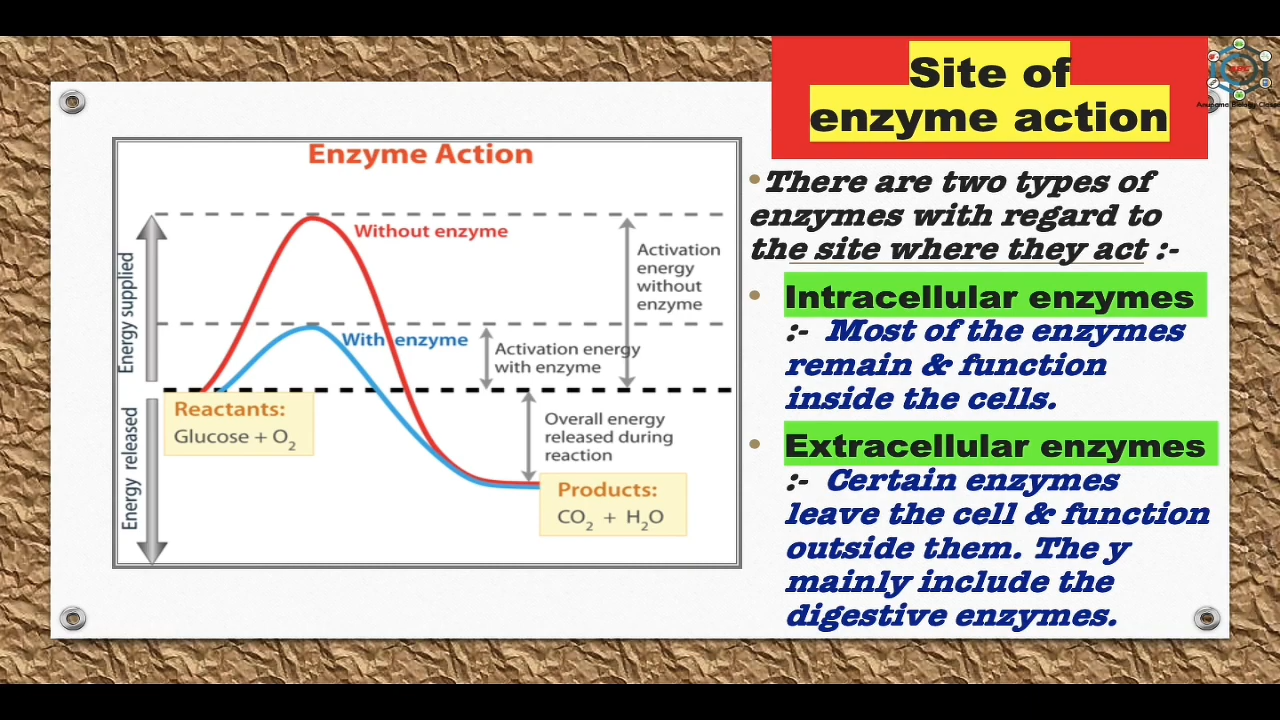 Site of
enzyme action
Anupama Biology Classes
Enzyme Action
Without enzyme
Activation
energy
without
enzyme
Energy supplied
With enzyme
Activation energy
with enzyme
Reactants:
Glucose + O₂
Energy released
Overall energy
released during
reaction
Products:
CO₂ + H₂O
•There are two types of
enzymes with regard to
the site where they act :-
• Intracellular enzymes
:- Most of the enzymes
remain & function
inside the cells.
• Extracellular enzymes
:- Certain enzymes
leave the cell & function
outside them. The y
mainly include the
digestive enzymes.